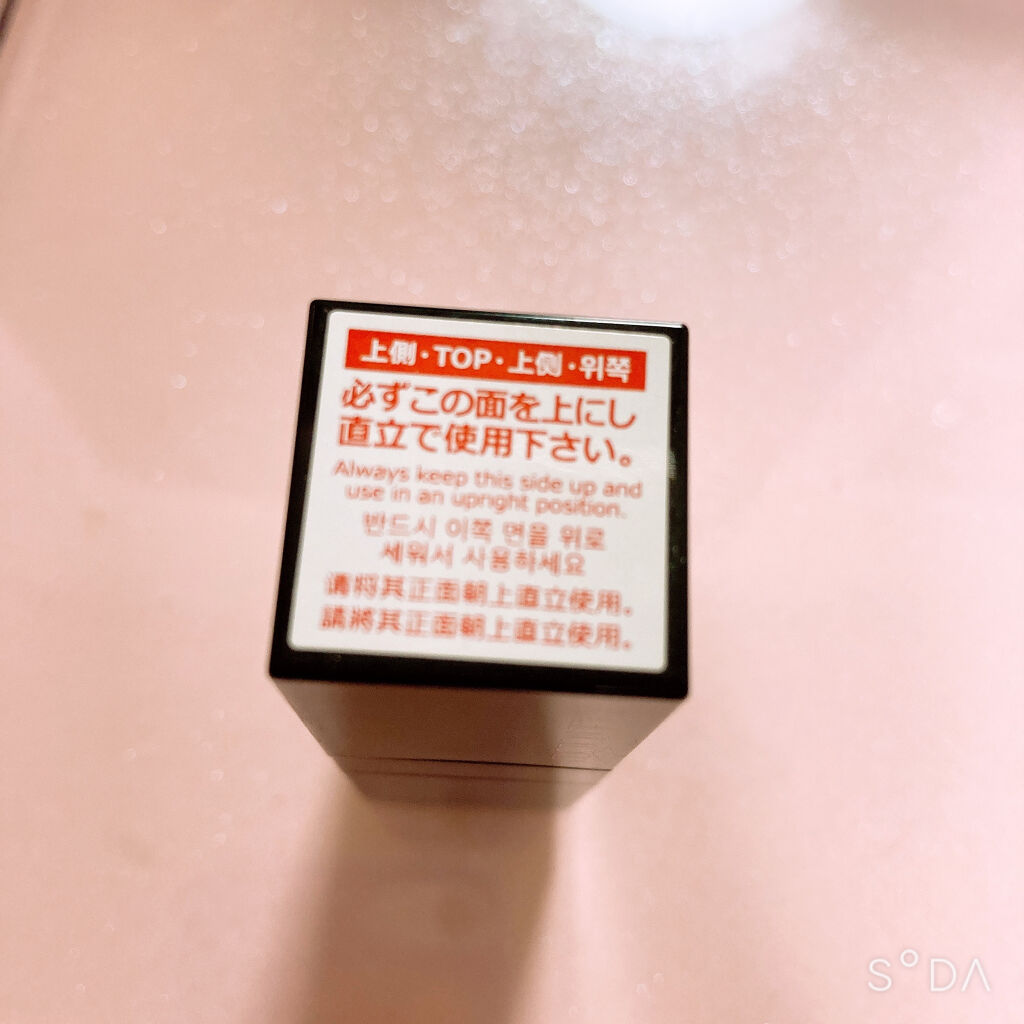 上側・TOP・上側・위쪽
必ずこの面を上にし
直立で使用下さい。
Always keep this side up and
use in an upright position.
반드시 이쪽 면을 위로
세워서 사용하세요
请将其正面朝上直立使用。
請將其正面朝上直立使用。
SODA